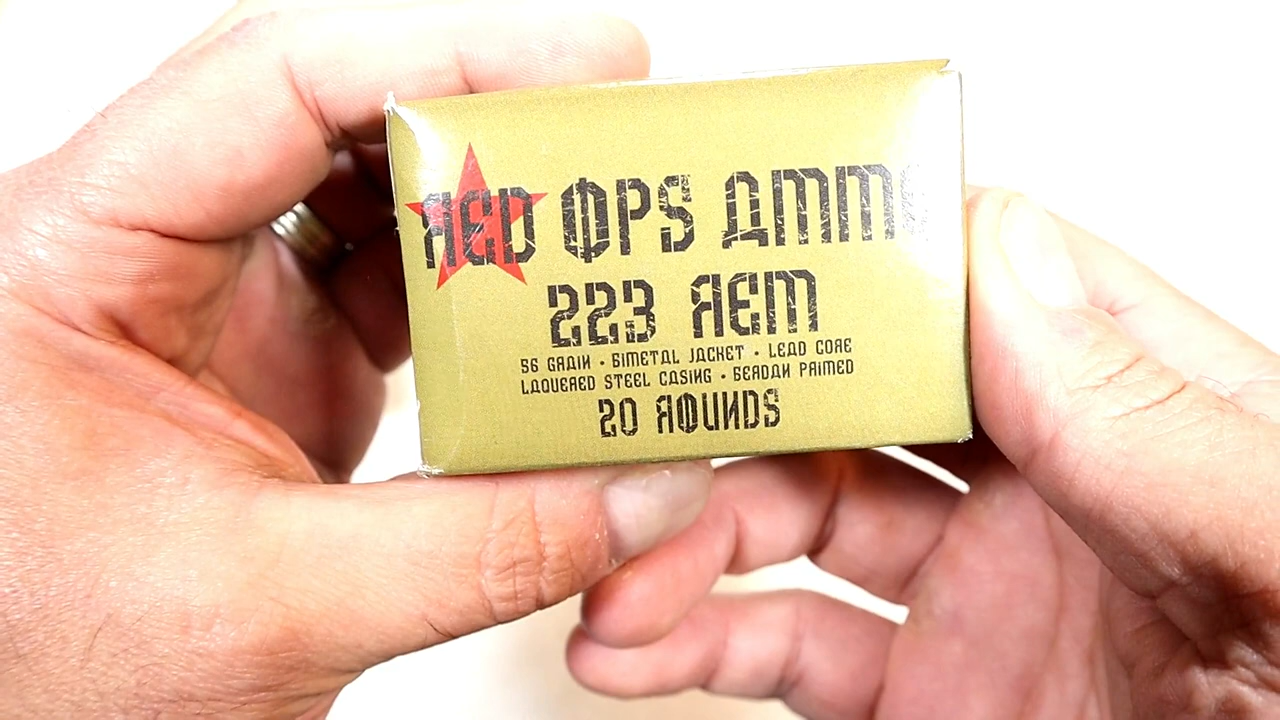 RED OPS AMMO
223 REM
56 GRAIN · BIMETAL JACKET · LEAD CORE
LAQUERED STEEL CASING · BERDAN PRIMED
20 ROUNDS